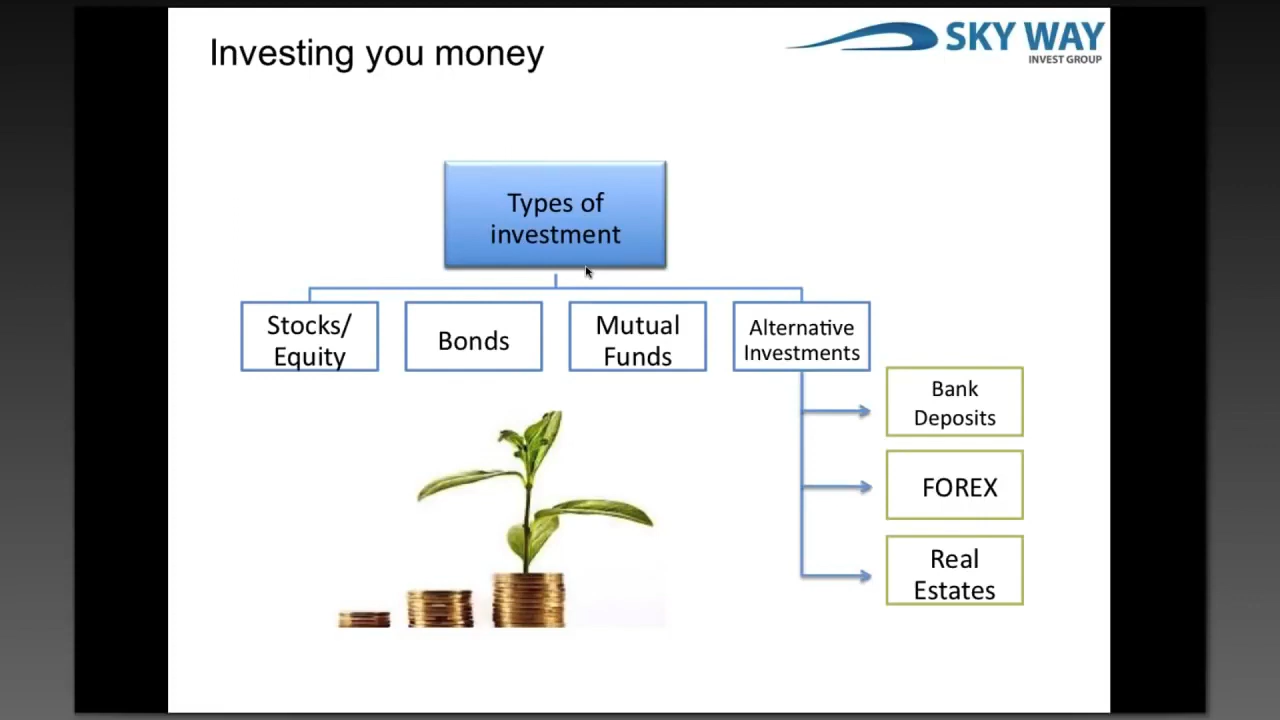 Investing you money
SKY WAY
INVEST GROUP
Types of
investment
Stocks/
Equity
Bonds
Mutual
Funds
Alternative
Investments
Bank
Deposits
FOREX
Real
Estates